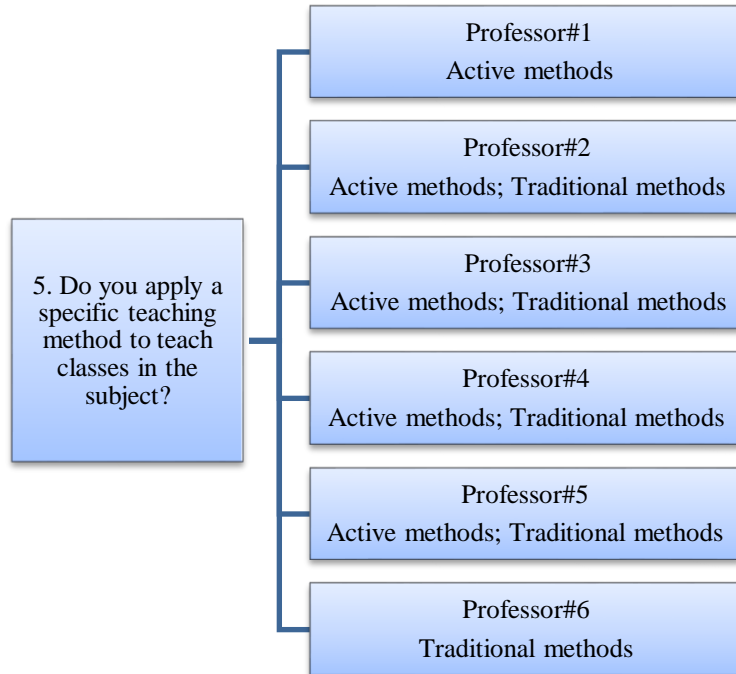 Professor#1
Active methods
Professor#2
Active methods; Traditional methods
5. Do you apply a
specific teaching
method to teach
classes in the
subject?
Professor#3
Active methods; Traditional methods
Professor#4
Active methods; Traditional methods
Professor#5
Active methods; Traditional methods
Professor#6
Traditional methods